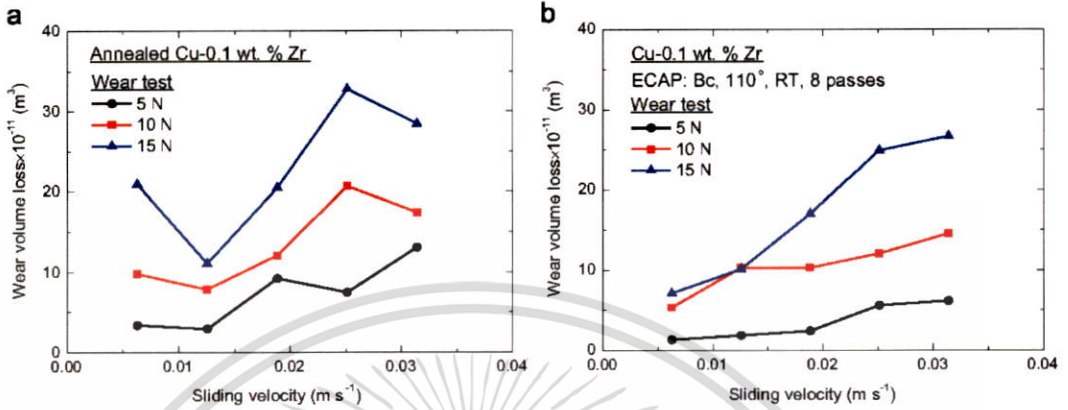 a
Annealed Cu-0.1 wt. % Zr
Wear test
5 N
10 N
15 N
Wear volume loss×10⁻¹¹ (m³)
40
30
20
10
0
0.00 0.01 0.02 0.03 0.04
Sliding velocity (m s⁻¹)
b
Cu-0.1 wt. % Zr
ECAP: Bc, 110°, RT, 8 passes
Wear test
5 N
10 N
15 N
Wear volume loss×10⁻¹¹ (m³)
40
30
20
10
0
0.00 0.01 0.02 0.03 0.04
Sliding velocity (m s⁻¹)